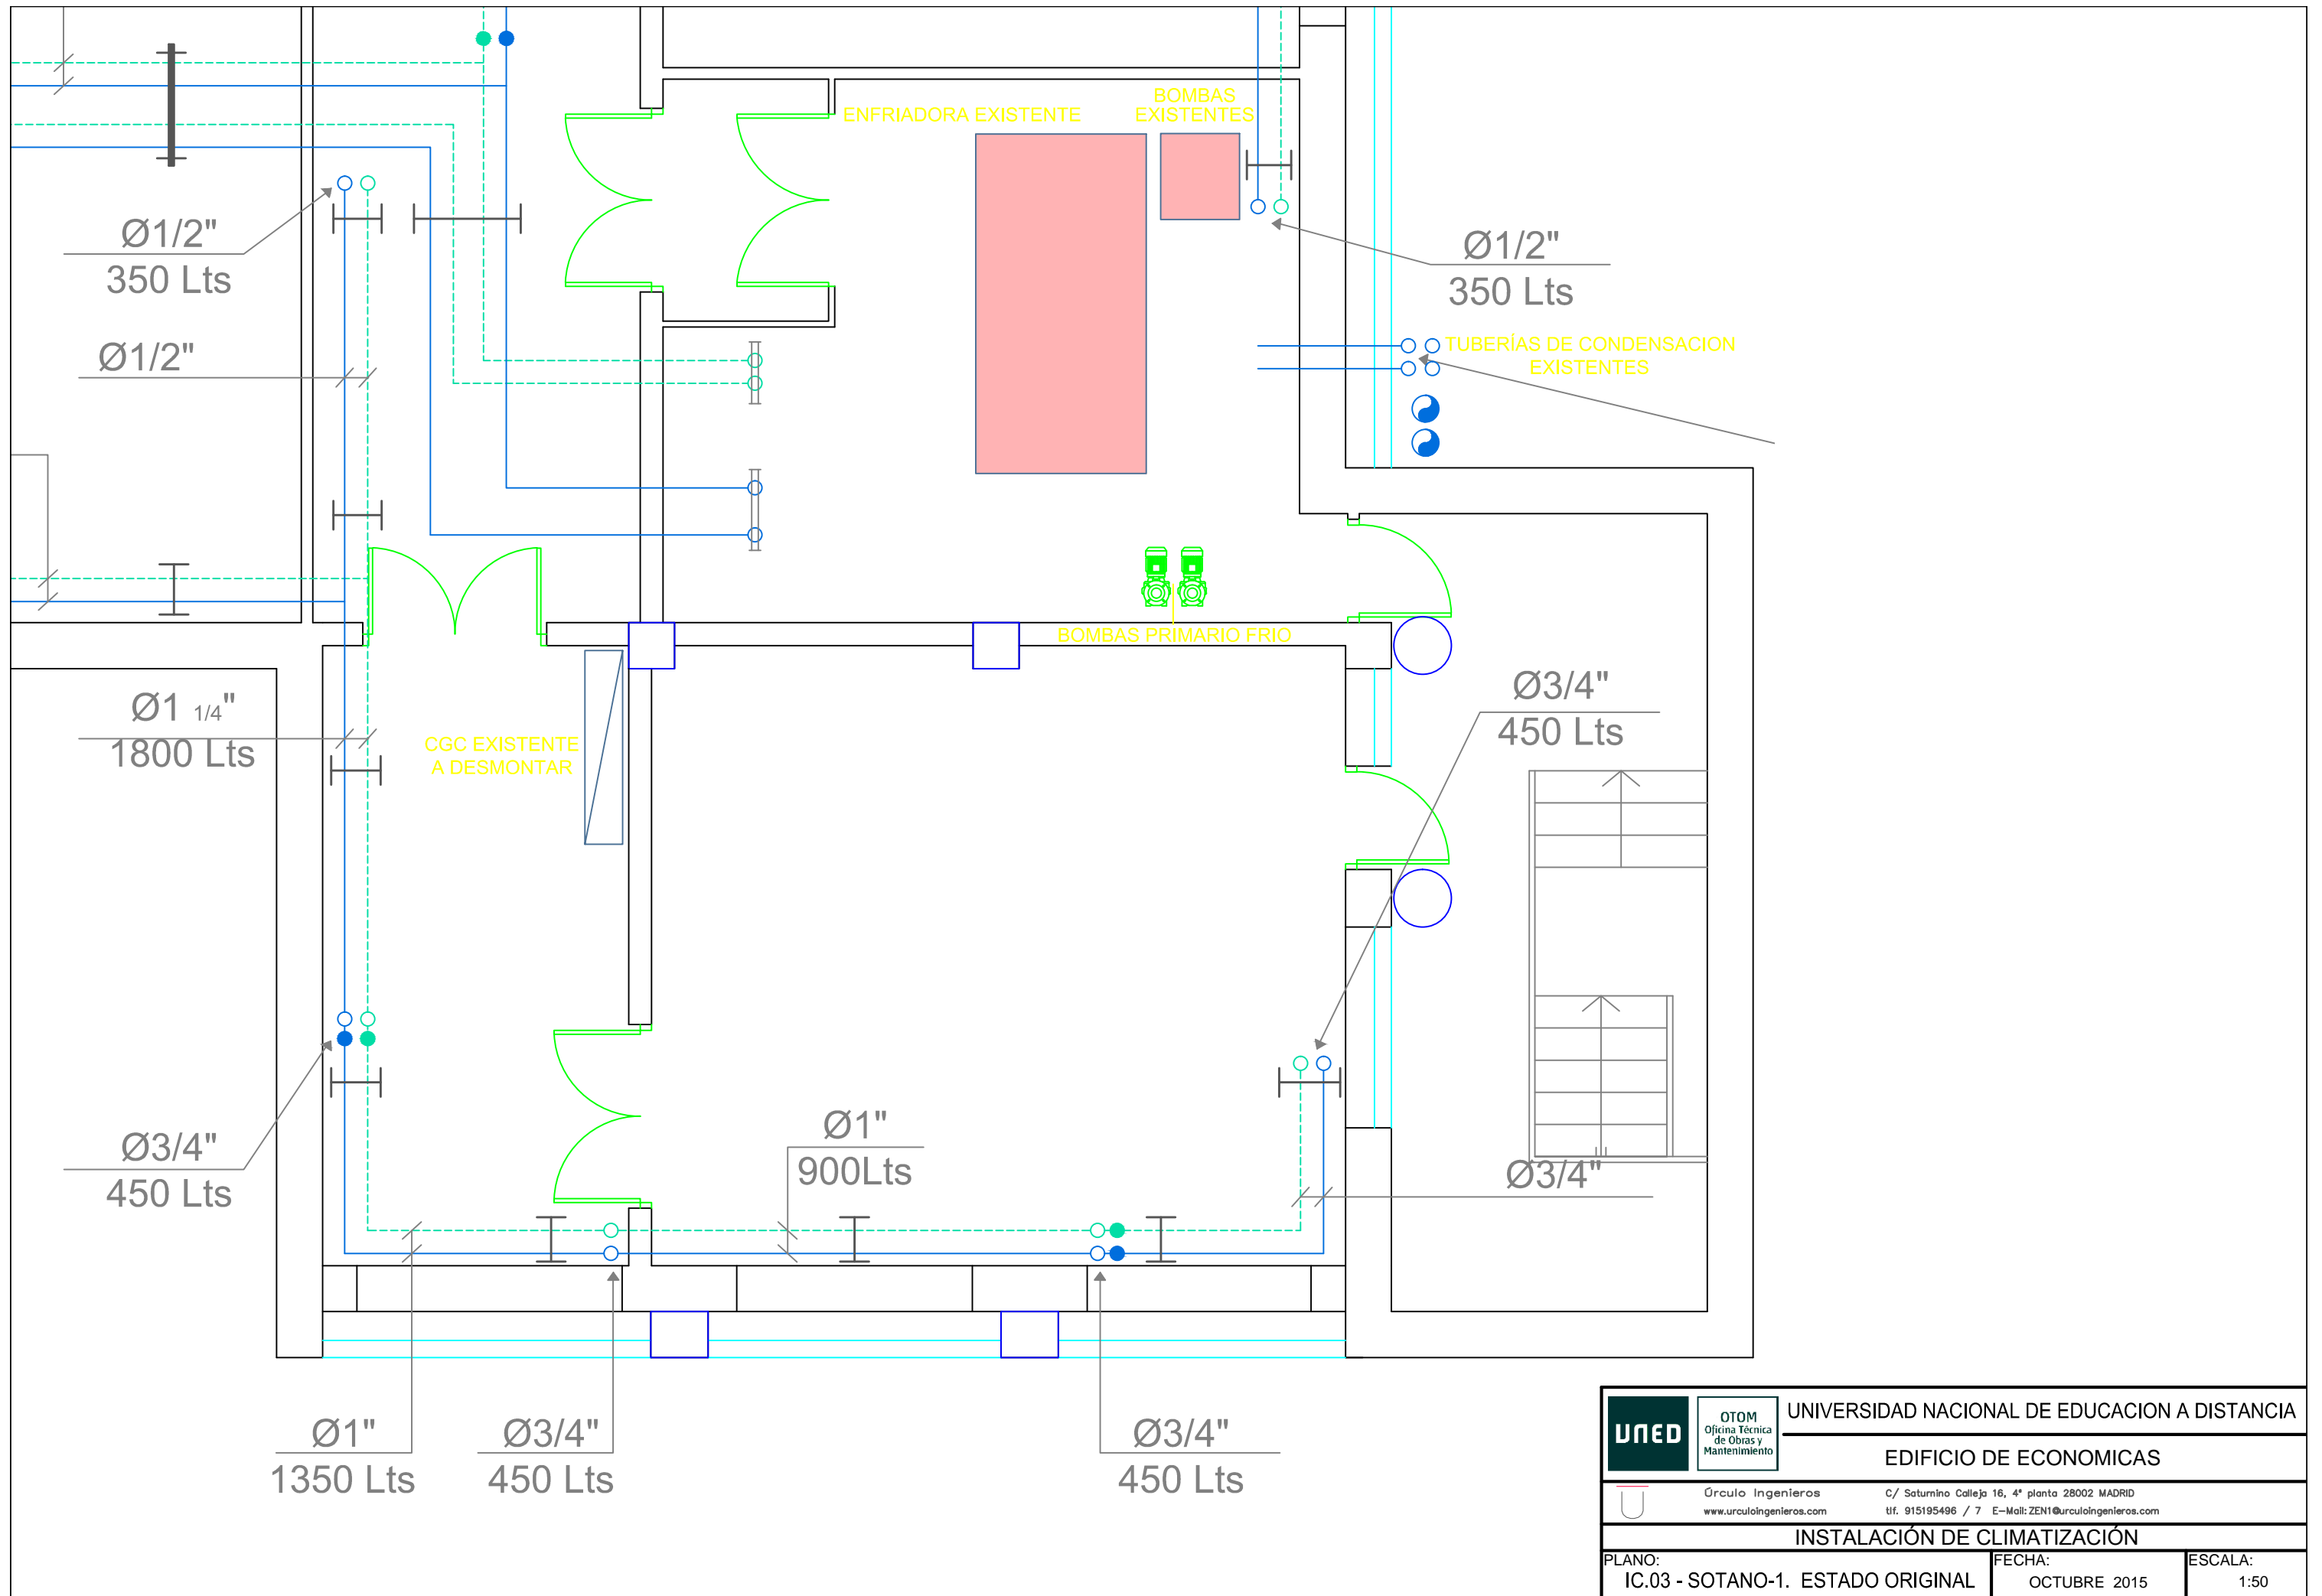 BOMBAS
EXISTENTES
ENFRIADORA EXISTENTE
Ø1/2"
350 Lts
Ø1/2"
350 Lts
Ø1/2"
TUBERÍAS DE CONDENSACION
EXISTENTES
BOMBAS PRIMARIO FRIO
Ø1 1/4"
1800 Lts
CGC EXISTENTE
A DESMONTAR
Ø3/4"
450 Lts
Ø3/4"
450 Lts
Ø1"
900Lts
Ø3/4"
Ø1"
1350 Lts
Ø3/4"
450 Lts
Ø3/4"
450 Lts
UNED
OTOM
Oficina Técnica
de Obras y
Mantenimiento
UNIVERSIDAD NACIONAL DE EDUCACION A DISTANCIA
EDIFICIO DE ECONOMICAS
Úrculo Ingenieros
www.urculoingenieros.com
C/ Saturnino Calleja 16, 4ª planta 28002 MADRID
tlf. 915195496 / 7 E-Mail: ZEN1@urculoingenieros.com
INSTALACIÓN DE CLIMATIZACIÓN
PLANO:
IC.03 - SOTANO-1. ESTADO ORIGINAL
FECHA:
OCTUBRE 2015
ESCALA:
1:50